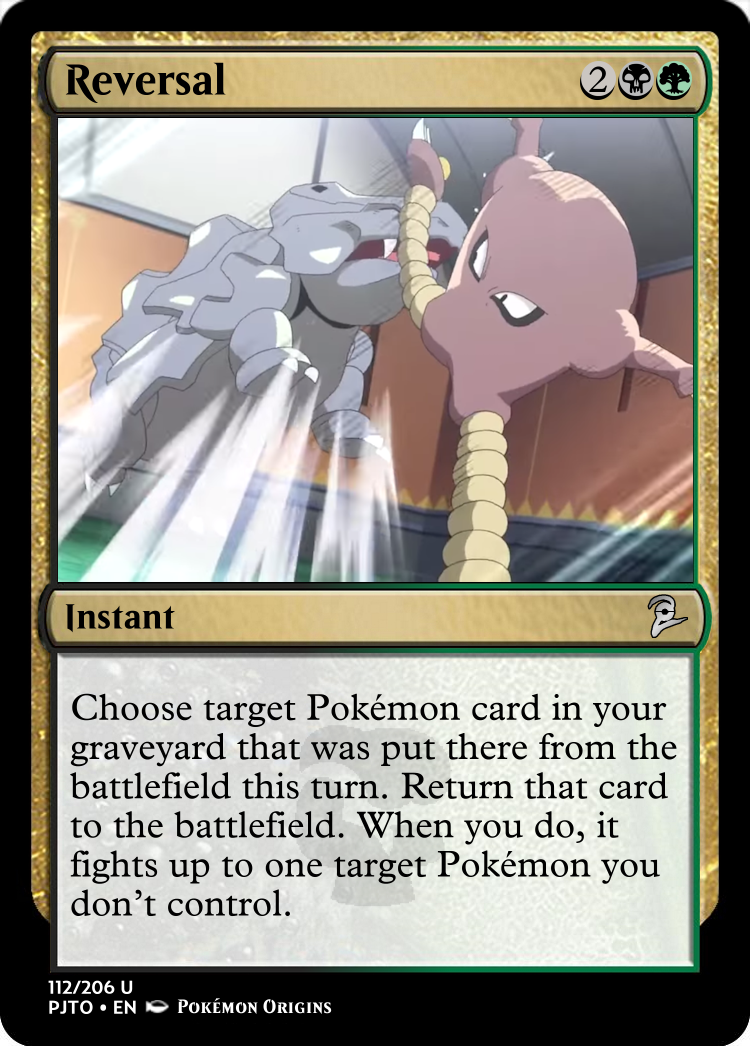 Reversal 2
Instant
Choose target Pokémon card in your
graveyard that was put there from the
battlefield this turn. Return that card
to the battlefield. When you do, it
fights up to one target Pokémon you
don't control.
112/206 U
PJTO • EN Pokémon Origins